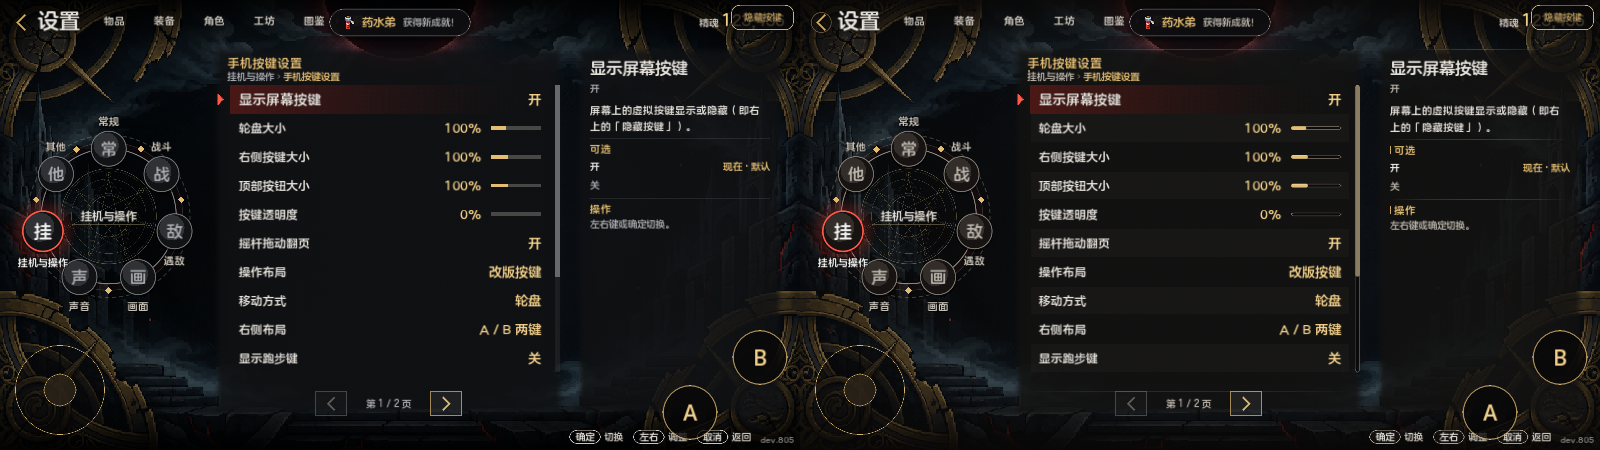 设置 物品 装备 角色 工坊 图鉴 药水弟 获得新成就! 精魂 隐藏按键
手机按键设置
挂机与操作 › 手机按键设置
显示屏幕按键 开
轮盘大小 100%
右侧按键大小 100%
顶部按钮大小 100%
按键透明度 0%
摇杆拖动翻页 开
操作布局 改版按键
移动方式 轮盘
右侧布局 A / B 两键
显示跑步键 关
第 1 / 2 页
常规
其他
战斗
他
常
战
挂机与操作
挂
敌
挂机与操作
遇敌
声
画
声音
画面
显示屏幕按键
开
屏幕上的虚拟按键显示或隐藏（即右
上的「隐藏按键」）。
可选
开 现在 · 默认
关
操作
左右键或确定切换。
B
A
确定 切换 左右 调整 取消 返回 dev.805
设置 物品 装备 角色 工坊 图鉴 药水弟 获得新成就! 精魂 隐藏按键
手机按键设置
挂机与操作 › 手机按键设置
显示屏幕按键 开
轮盘大小 100%
右侧按键大小 100%
顶部按钮大小 100%
按键透明度 0%
摇杆拖动翻页 开
操作布局 改版按键
移动方式 轮盘
右侧布局 A / B 两键
显示跑步键 关
第 1 / 2 页
常规
其他
战斗
他
常
战
挂机与操作
挂
敌
挂机与操作
遇敌
声
画
声音
画面
显示屏幕按键
开
屏幕上的虚拟按键显示或隐藏（即右
上的「隐藏按键」）。
可选
开 现在 · 默认
关
操作
左右键或确定切换。
B
A
确定 切换 左右 调整 取消 返回 dev.805